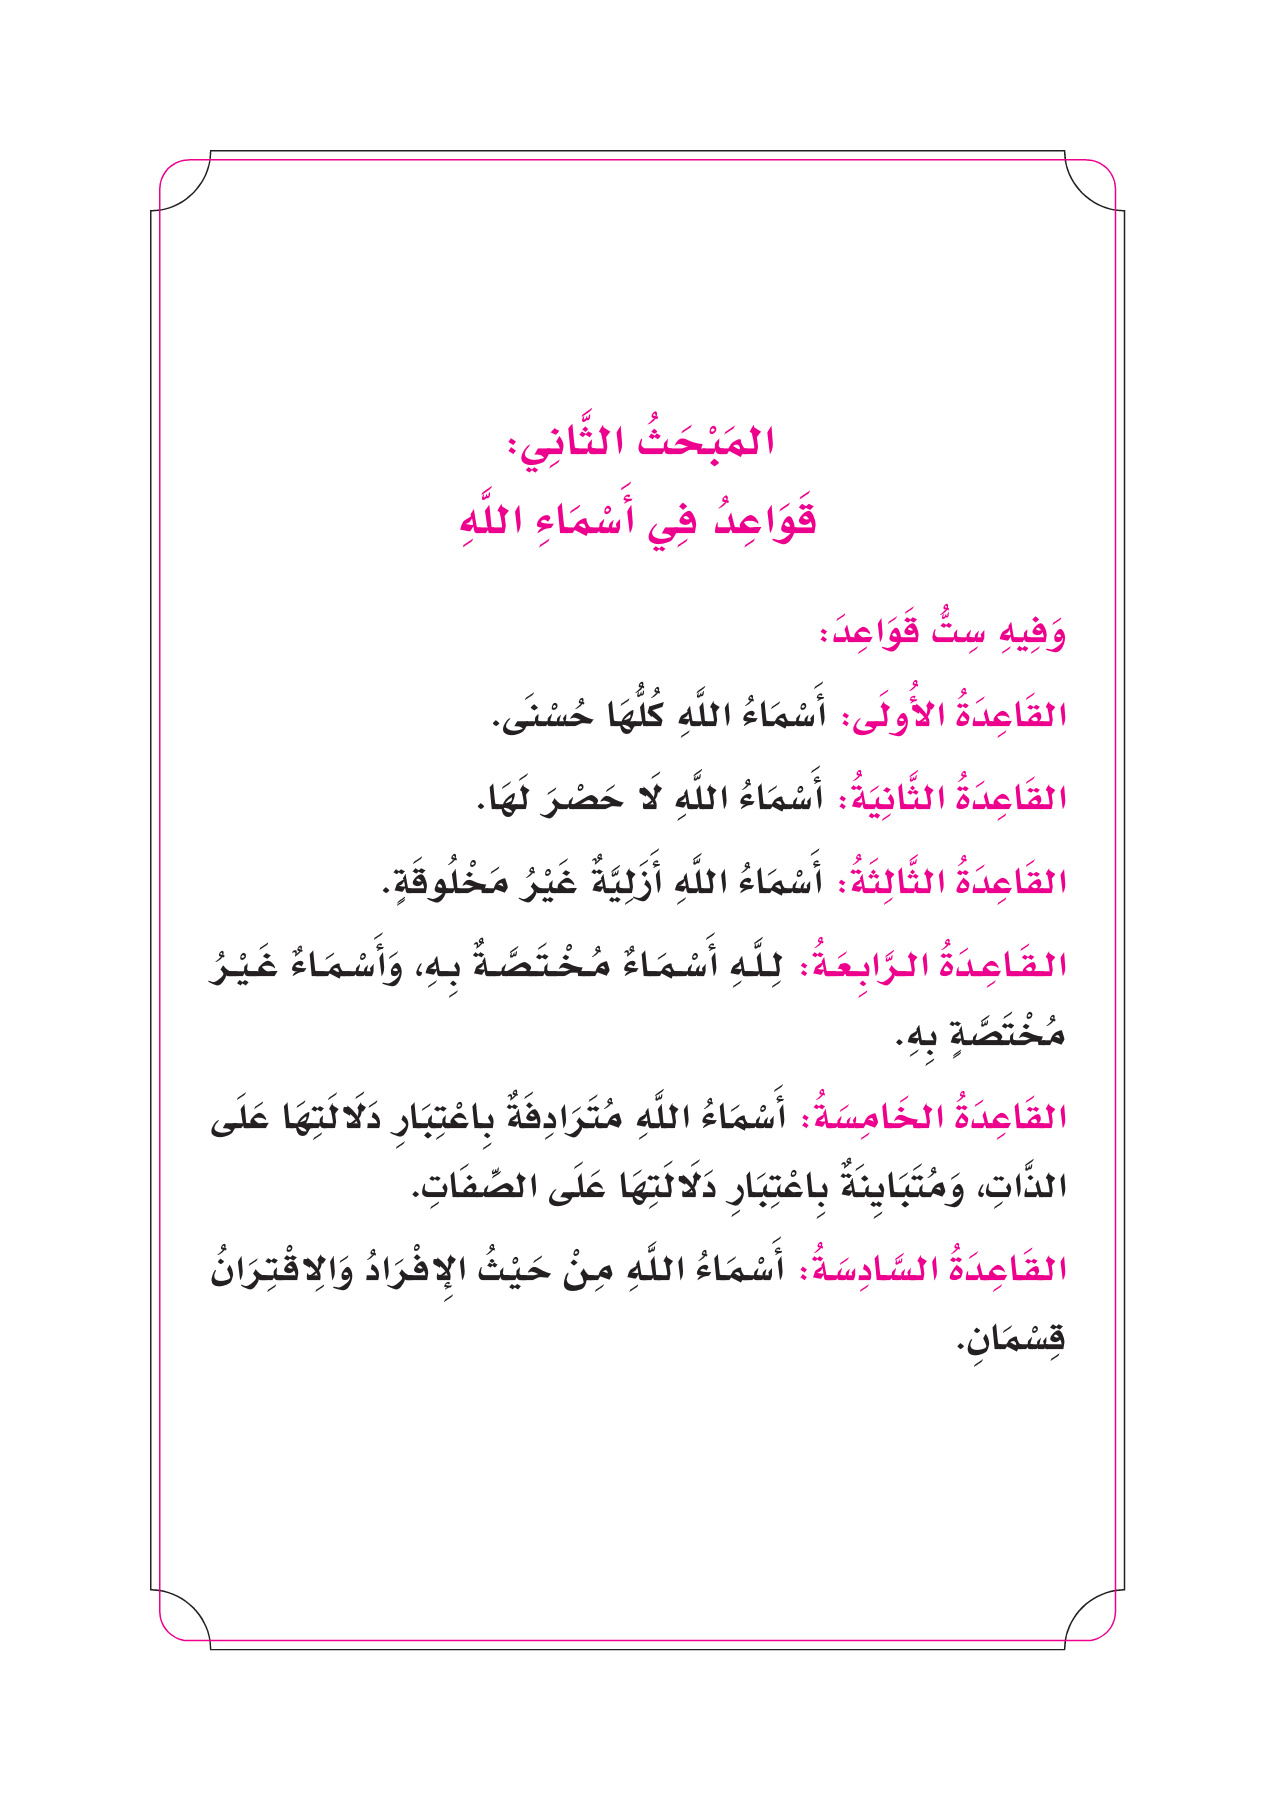 المَبْحَثُ الثَّانِي:
قَوَاعِدُ فِي أَسْمَاءِ اللَّهِ
وَفِيهِ سِتُّ قَوَاعِدَ:
القَاعِدَةُ الأُولَى: أَسْمَاءُ اللَّهِ كُلُّهَا حُسْنَى.
القَاعِدَةُ الثَّانِيَةُ: أَسْمَاءُ اللَّهِ لَا حَصْرَ لَهَا.
القَاعِدَةُ الثَّالِثَةُ: أَسْمَاءُ اللَّهِ أَزَلِيَّةٌ غَيْرُ مَخْلُوقَةٍ.
القَاعِدَةُ الرَّابِعَةُ: لِلَّهِ أَسْمَاءٌ مُخْتَصَّةٌ بِهِ، وَأَسْمَاءٌ غَيْرُ
مُخْتَصَّةٍ بِهِ.
القَاعِدَةُ الخَامِسَةُ: أَسْمَاءُ اللَّهِ مُتَرَادِفَةٌ بِاعْتِبَارِ دَلَالَتِهَا عَلَى
الذَّاتِ، وَمُتَبَايِنَةٌ بِاعْتِبَارِ دَلَالَتِهَا عَلَى الصِّفَاتِ.
القَاعِدَةُ السَّادِسَةُ: أَسْمَاءُ اللَّهِ مِنْ حَيْثُ الإِفْرَادُ وَالِاقْتِرَانُ
قِسْمَانِ.